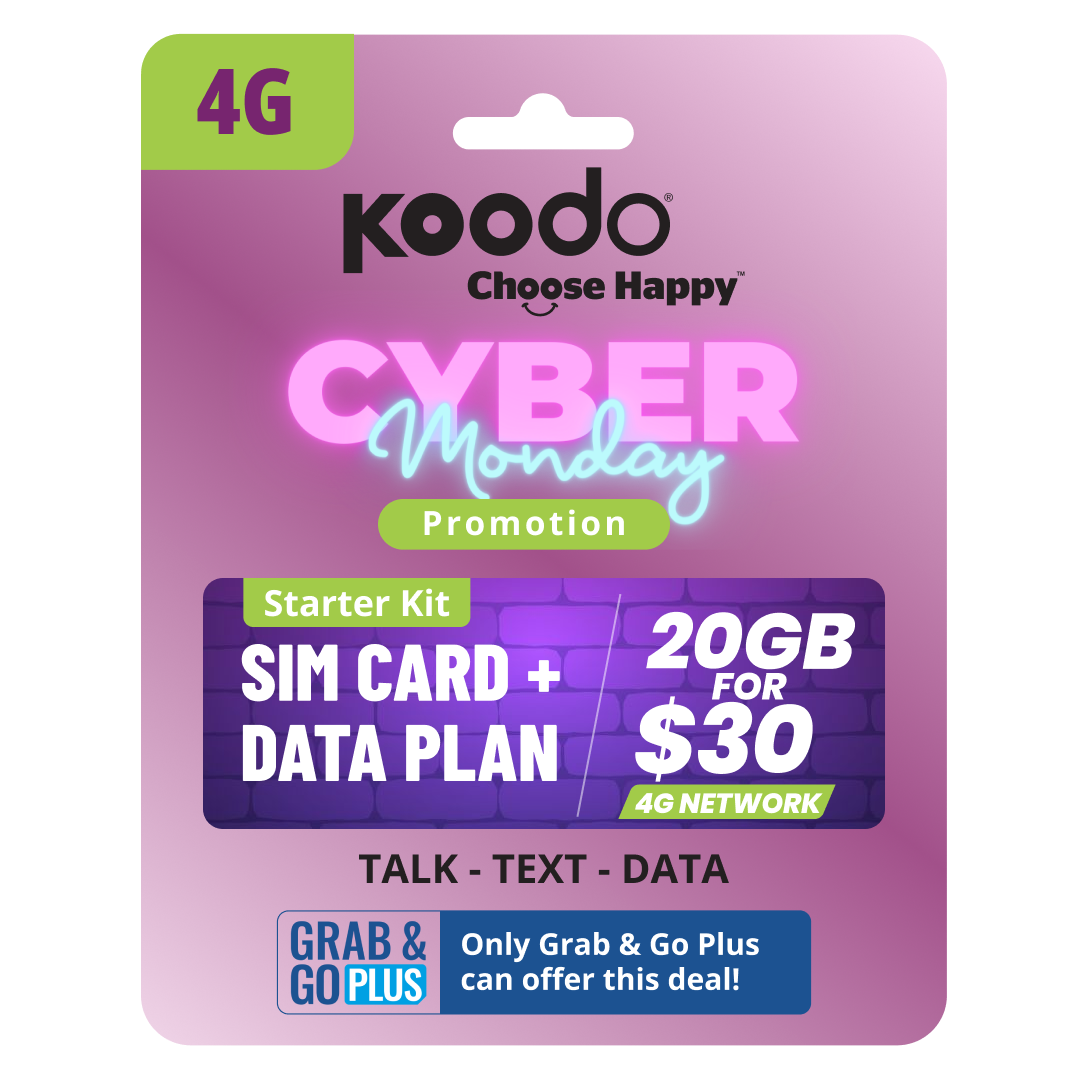 4G
Koodo®
Choose Happy™
CYBER
Monday
Promotion
Starter Kit
SIM CARD +
DATA PLAN
20GB
FOR
$30
4G NETWORK
TALK - TEXT - DATA
GRAB &
GO PLUS
Only Grab & Go Plus
can offer this deal!